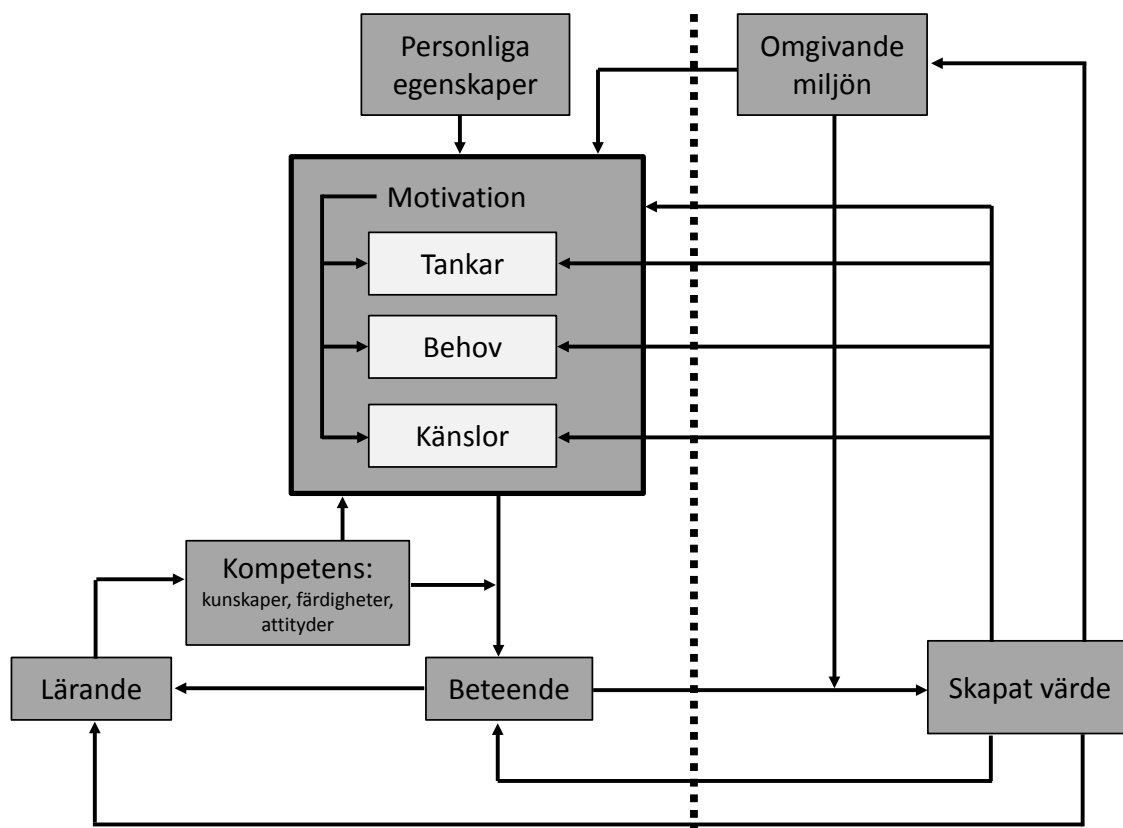 Personliga
egenskaper
Omgivande
miljön
Motivation
Tankar
Behov
Känslor
Kompetens:
kunskaper, färdigheter,
attityder
Lärande
Beteende
Skapat värde